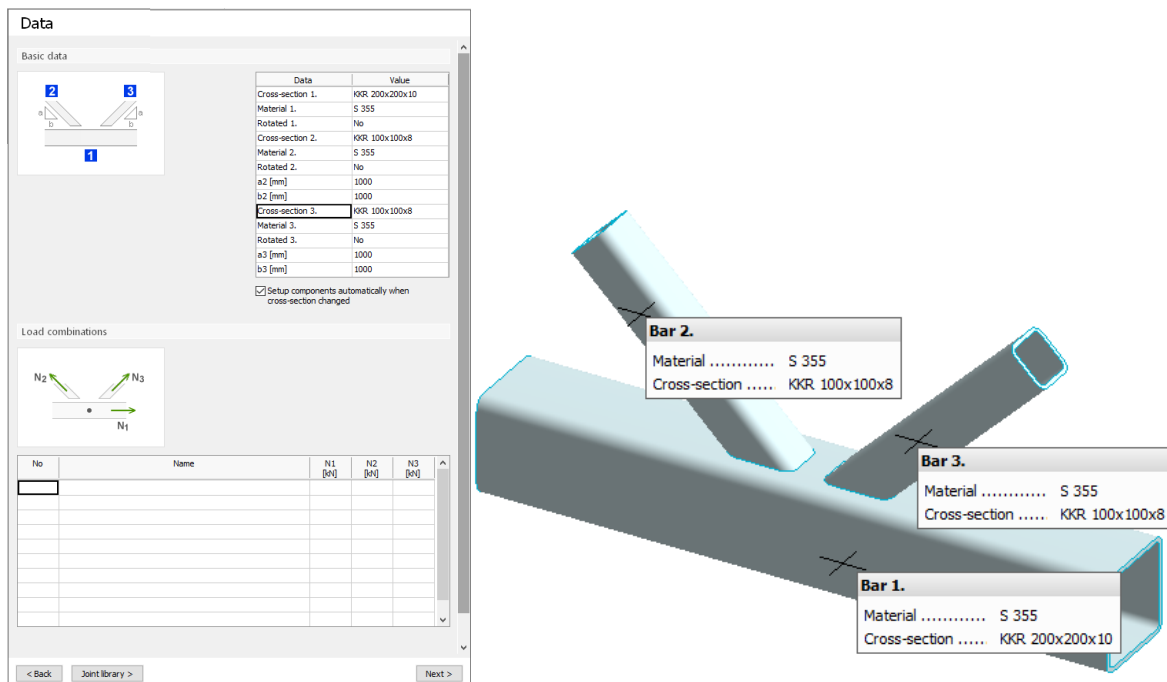 Data
Basic data
2 3
a a
b b
1
Data Value
Cross-section 1. KKR 200x200x10
Material 1. S 355
Rotated 1. No
Cross-section 2. KKR 100x100x8
Material 2. S 355
Rotated 2. No
a2 [mm] 1000
b2 [mm] 1000
Cross-section 3. KKR 100x100x8
Material 3. S 355
Rotated 3. No
a3 [mm] 1000
b3 [mm] 1000
Setup components automatically when
cross-section changed
Load combinations
N2 N3
N1
No Name N1 N2 N3
[kN] [kN] [kN]
< Back Joint library > Next >
Bar 2.
Material ............ S 355
Cross-section ..... KKR 100x100x8
Bar 3.
Material ............ S 355
Cross-section ..... KKR 100x100x8
Bar 1.
Material ............ S 355
Cross-section ..... KKR 200x200x10